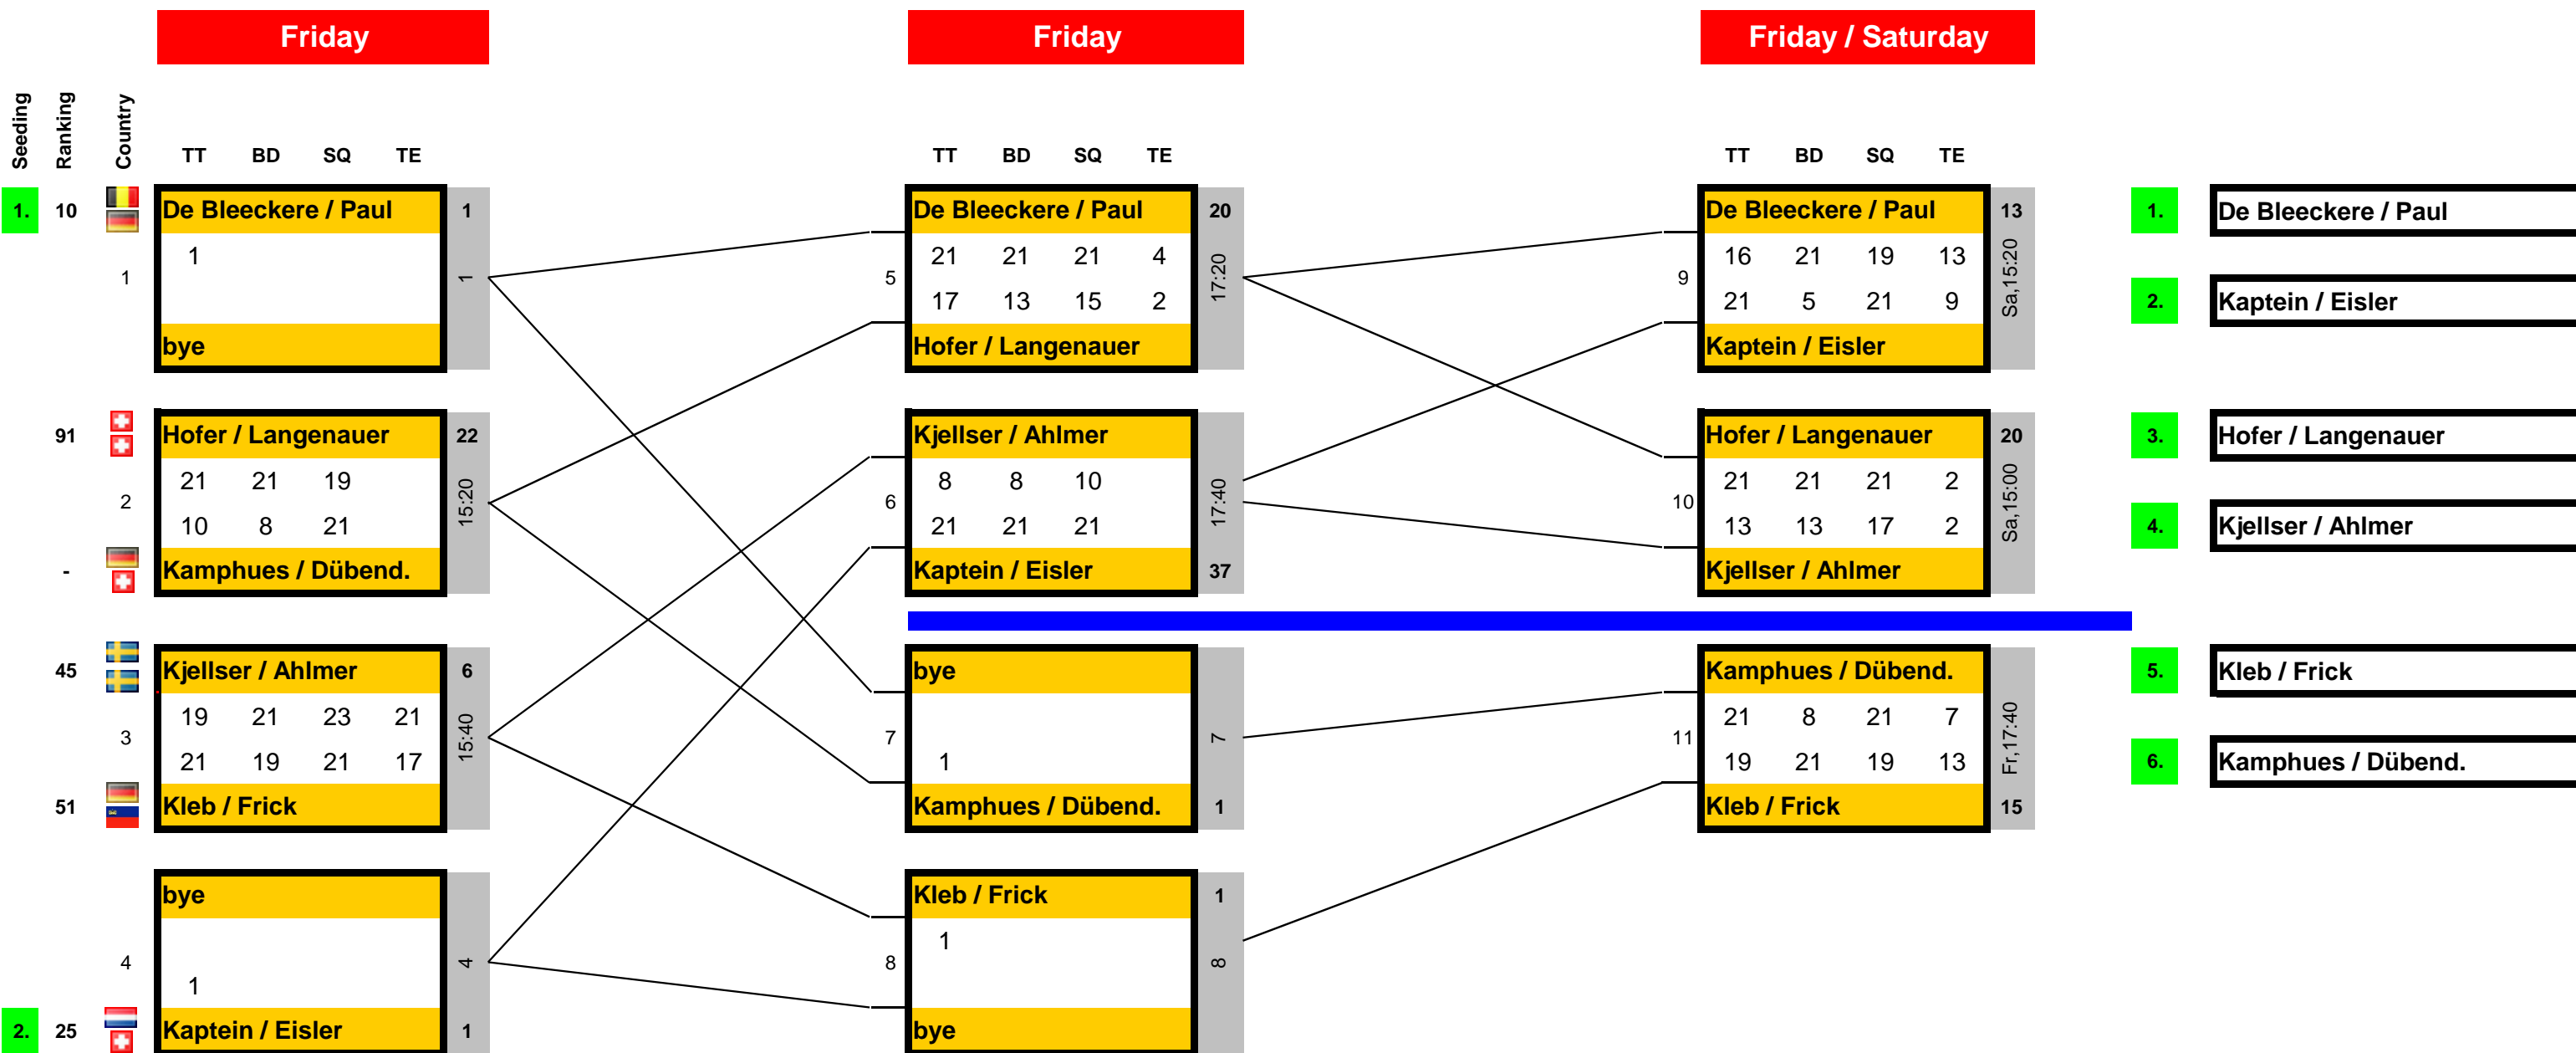 Friday
Friday
Friday / Saturday
Seeding Ranking Country
TT BD SQ TE
TT BD SQ TE
TT BD SQ TE
1. 10 De Bleeckere / Paul 1
1
1 1
bye
91 Hofer / Langenauer 22
21 21 19
2 15:20
10 8 21
- Kamphues / Dübend.
45 Kjellser / Ahlmer 6
19 21 23 21
3 15:40
21 19 21 17
51 Kleb / Frick
bye
4 4
1
2. 25 Kaptein / Eisler 1
De Bleeckere / Paul 20
21 21 21 4
5 17:20
17 13 15 2
Hofer / Langenauer
Kjellser / Ahlmer
8 8 10
6 17:40
21 21 21
Kaptein / Eisler 37
bye
7 7
1
Kamphues / Dübend. 1
Kleb / Frick 1
1
8 8
bye
De Bleeckere / Paul 13
16 21 19 13
9 Sa,15:20
21 5 21 9
Kaptein / Eisler
Hofer / Langenauer 20
21 21 21 2
10 Sa,15:00
13 13 17 2
Kjellser / Ahlmer
Kamphues / Dübend.
21 8 21 7
11 Fr,17:40
19 21 19 13
Kleb / Frick 15
1. De Bleeckere / Paul
2. Kaptein / Eisler
3. Hofer / Langenauer
4. Kjellser / Ahlmer
5. Kleb / Frick
6. Kamphues / Dübend.